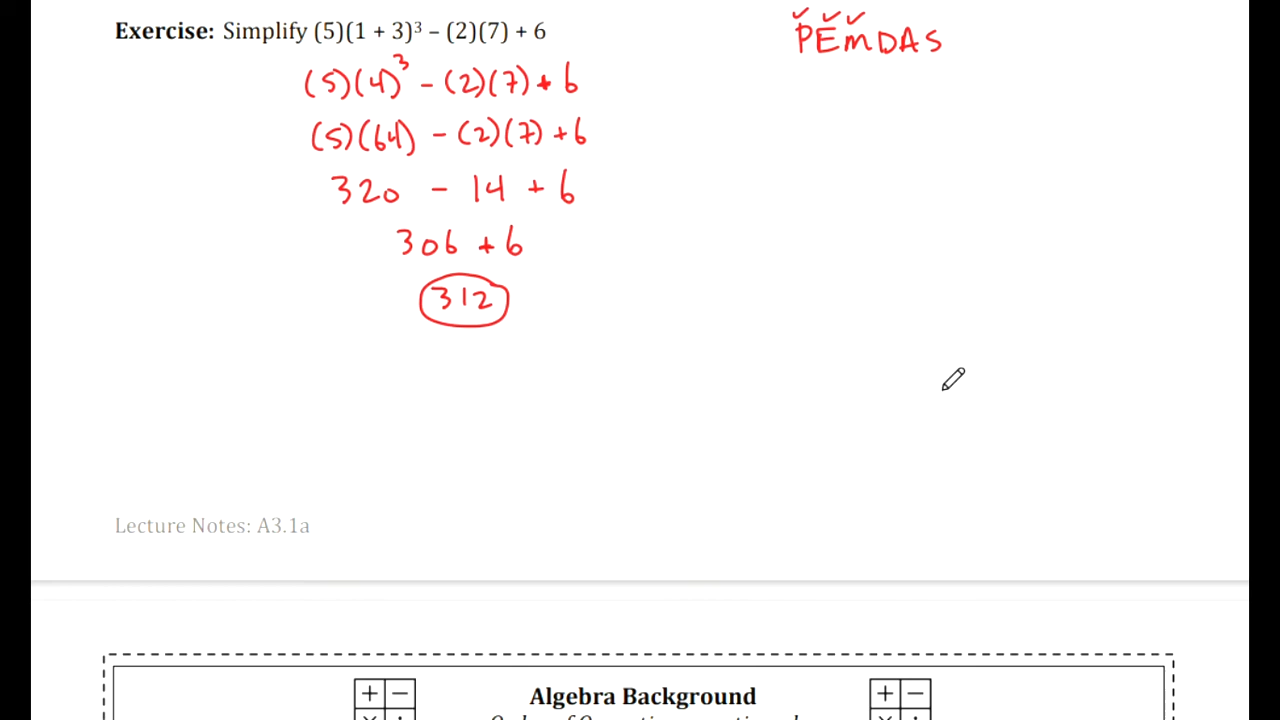 Exercise: Simplify (5)(1 + 3)³ – (2)(7) + 6
PEMDAS
(5)(4)³ - (2)(7) + 6
(5)(64) - (2)(7) + 6
320 - 14 + 6
306 + 6
312
Lecture Notes: A3.1a
+ −
Algebra Background
+ −